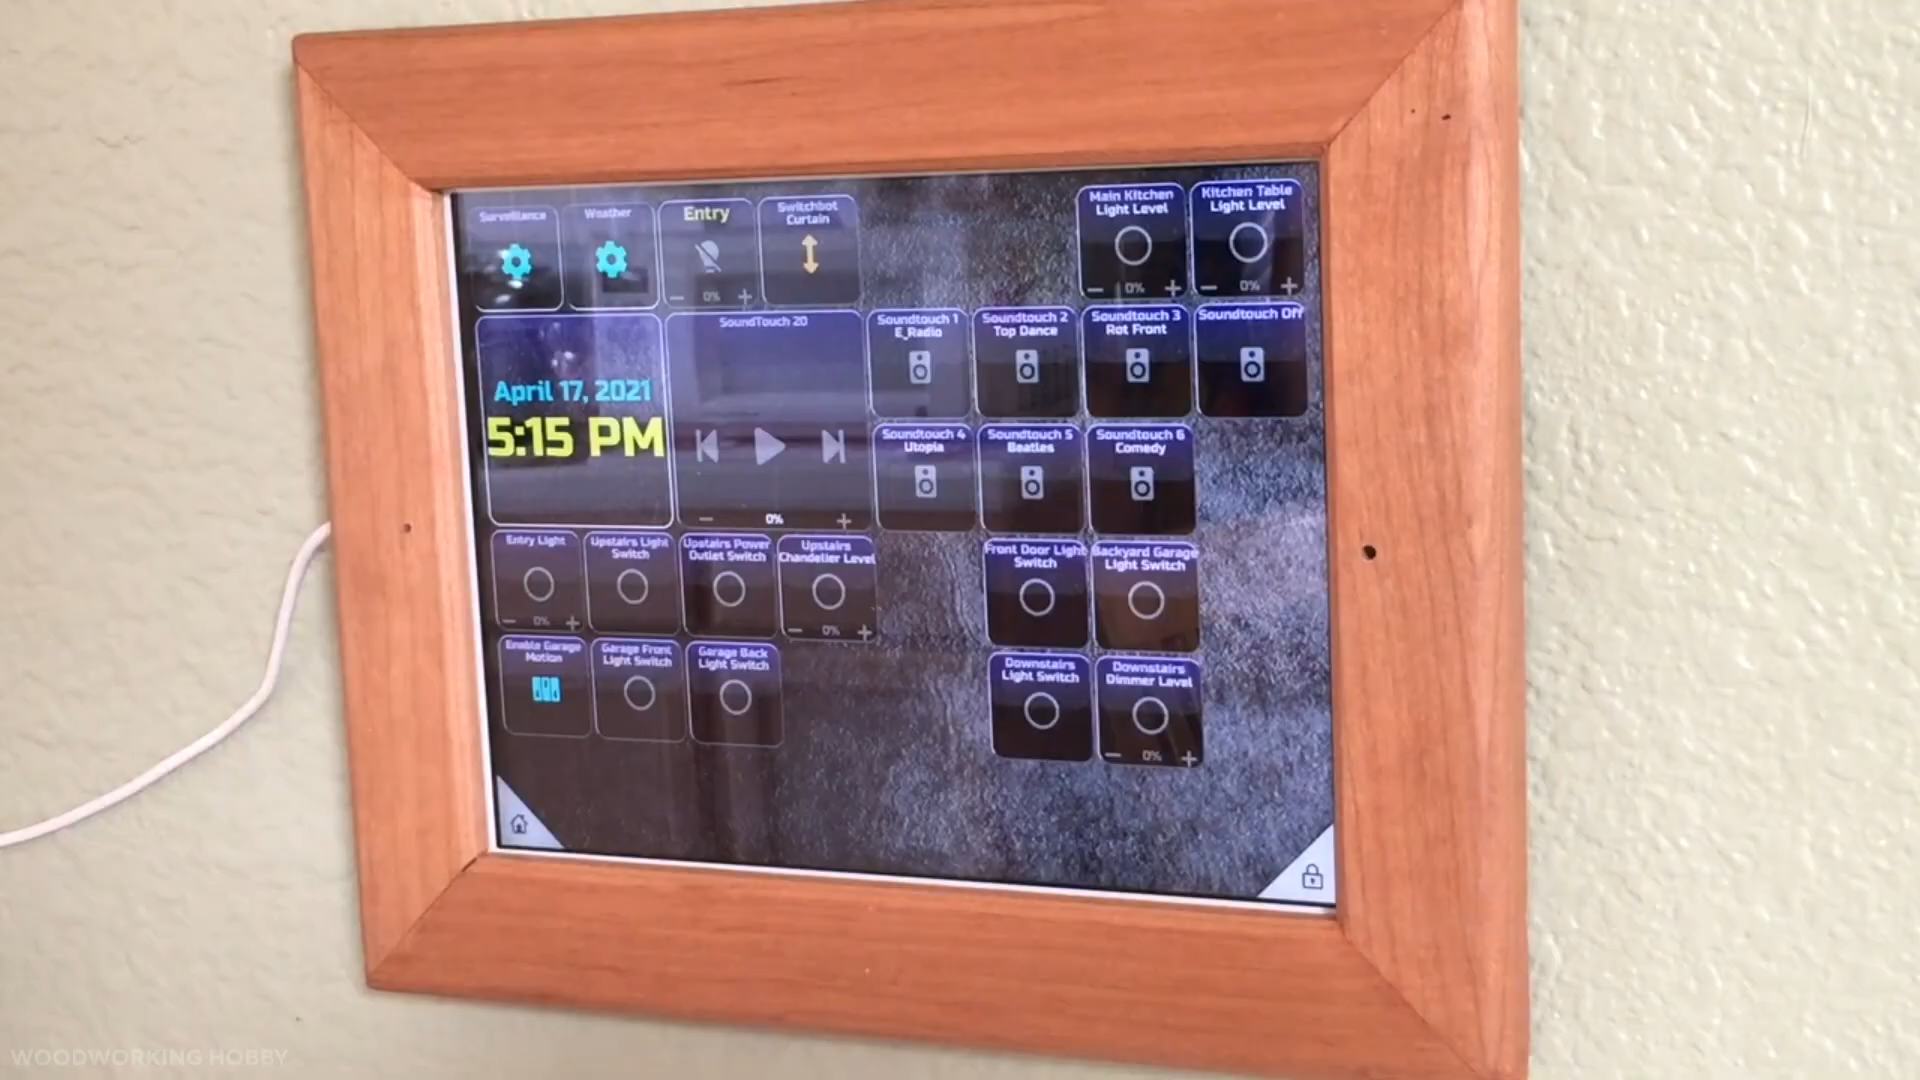 Surveillance
Weather
Entry
0%
Switchbot
Curtain
Main Kitchen
Light Level
0%
Kitchen Table
Light Level
0%
April 17, 2021
5:15 PM
SoundTouch 20
0%
Soundtouch 1
E_Radio
Soundtouch 2
Top Dance
Soundtouch 3
Rot Front
Soundtouch Off
Soundtouch 4
Utopia
Soundtouch 5
Beatles
Soundtouch 6
Comedy
Entry Light
0%
Upstairs Light
Switch
Upstairs Power
Outlet Switch
Upstairs
Chandelier Level
0%
Front Door Light
Switch
Backyard Garage
Light Switch
Enable Garage
Motion
Garage Front
Light Switch
Garage Back
Light Switch
Downstairs
Light Switch
Downstairs
Dimmer Level
0%
WOODWORKING HOBBY